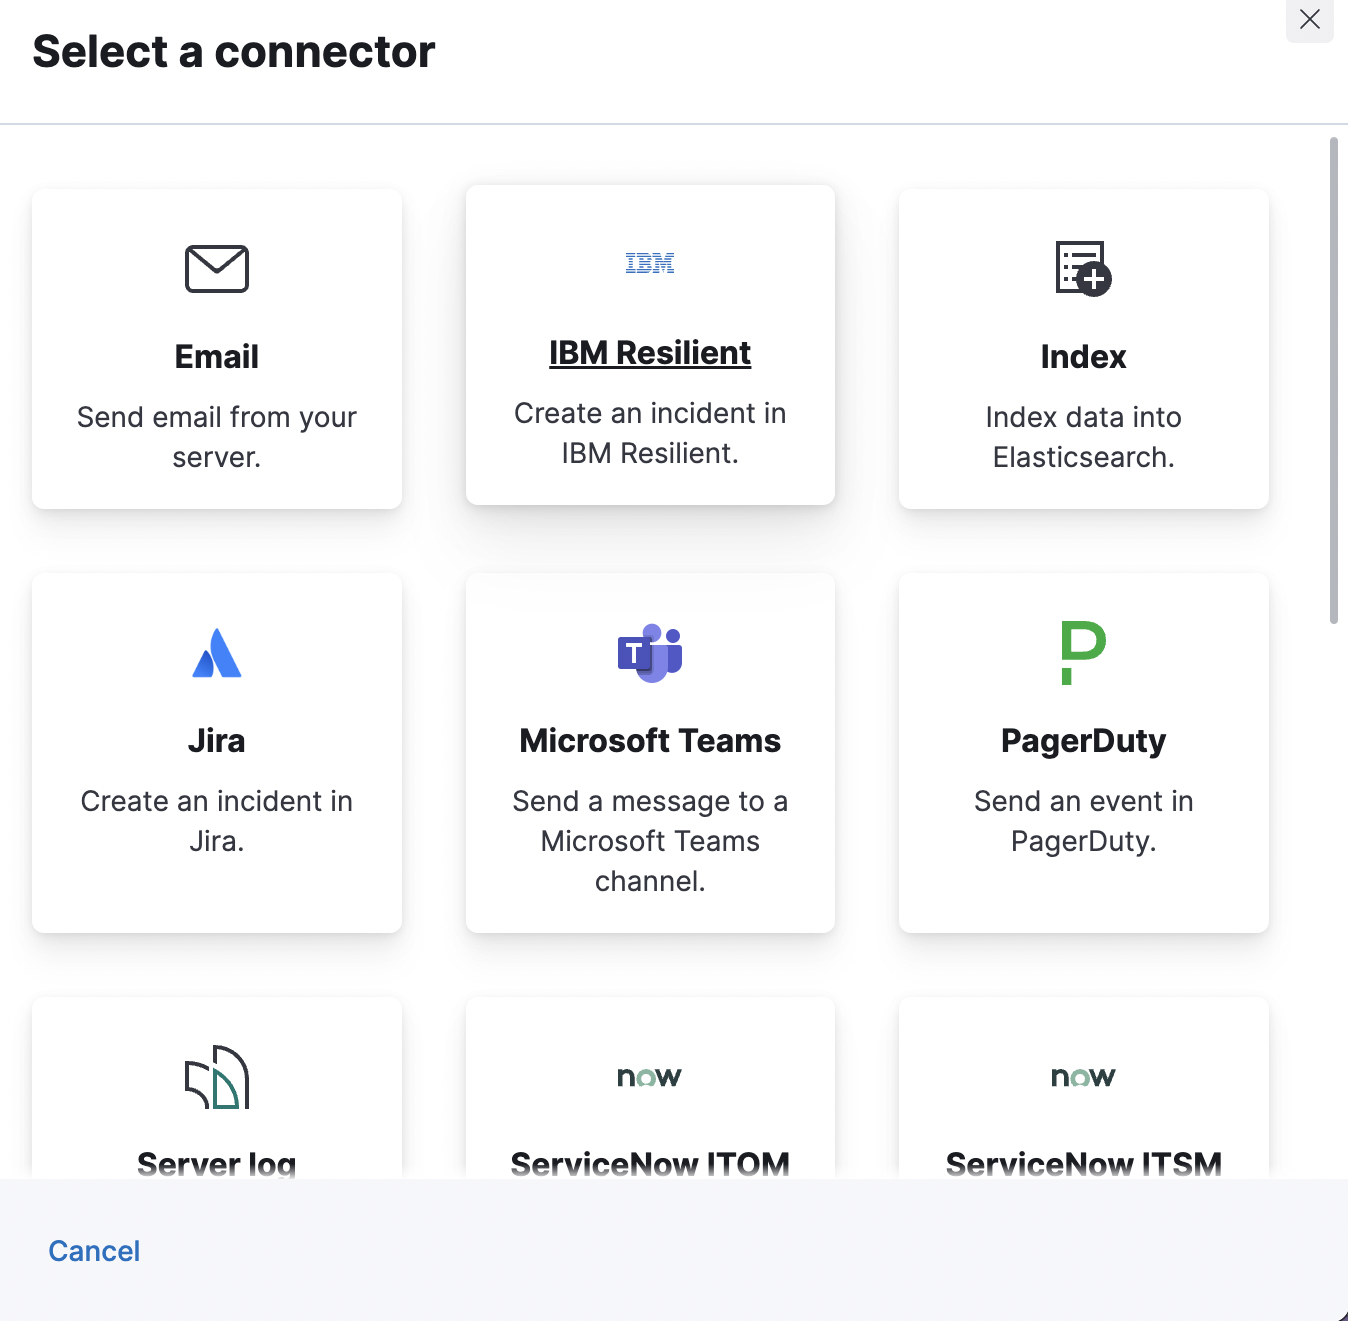 Select a connector
IBM
Email
IBM Resilient
Index
Send email from your
server.
Create an incident in
IBM Resilient.
Index data into
Elasticsearch.
T
P
Jira
Microsoft Teams
PagerDuty
Create an incident in
Jira.
Send a message to a
Microsoft Teams
channel.
Send an event in
PagerDuty.
now
now
Server log
ServiceNow ITOM
ServiceNow ITSM
Cancel